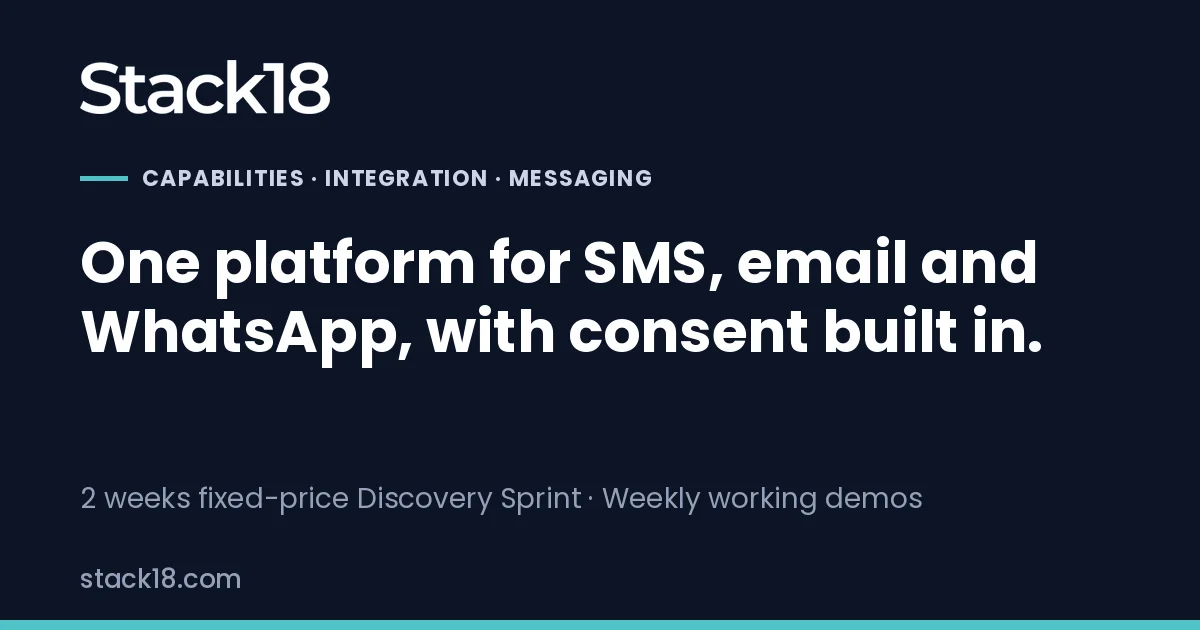 Stack18
CAPABILITIES · INTEGRATION · MESSAGING
One platform for SMS, email and
WhatsApp, with consent built in.
2 weeks fixed-price Discovery Sprint · Weekly working demos
stack18.com